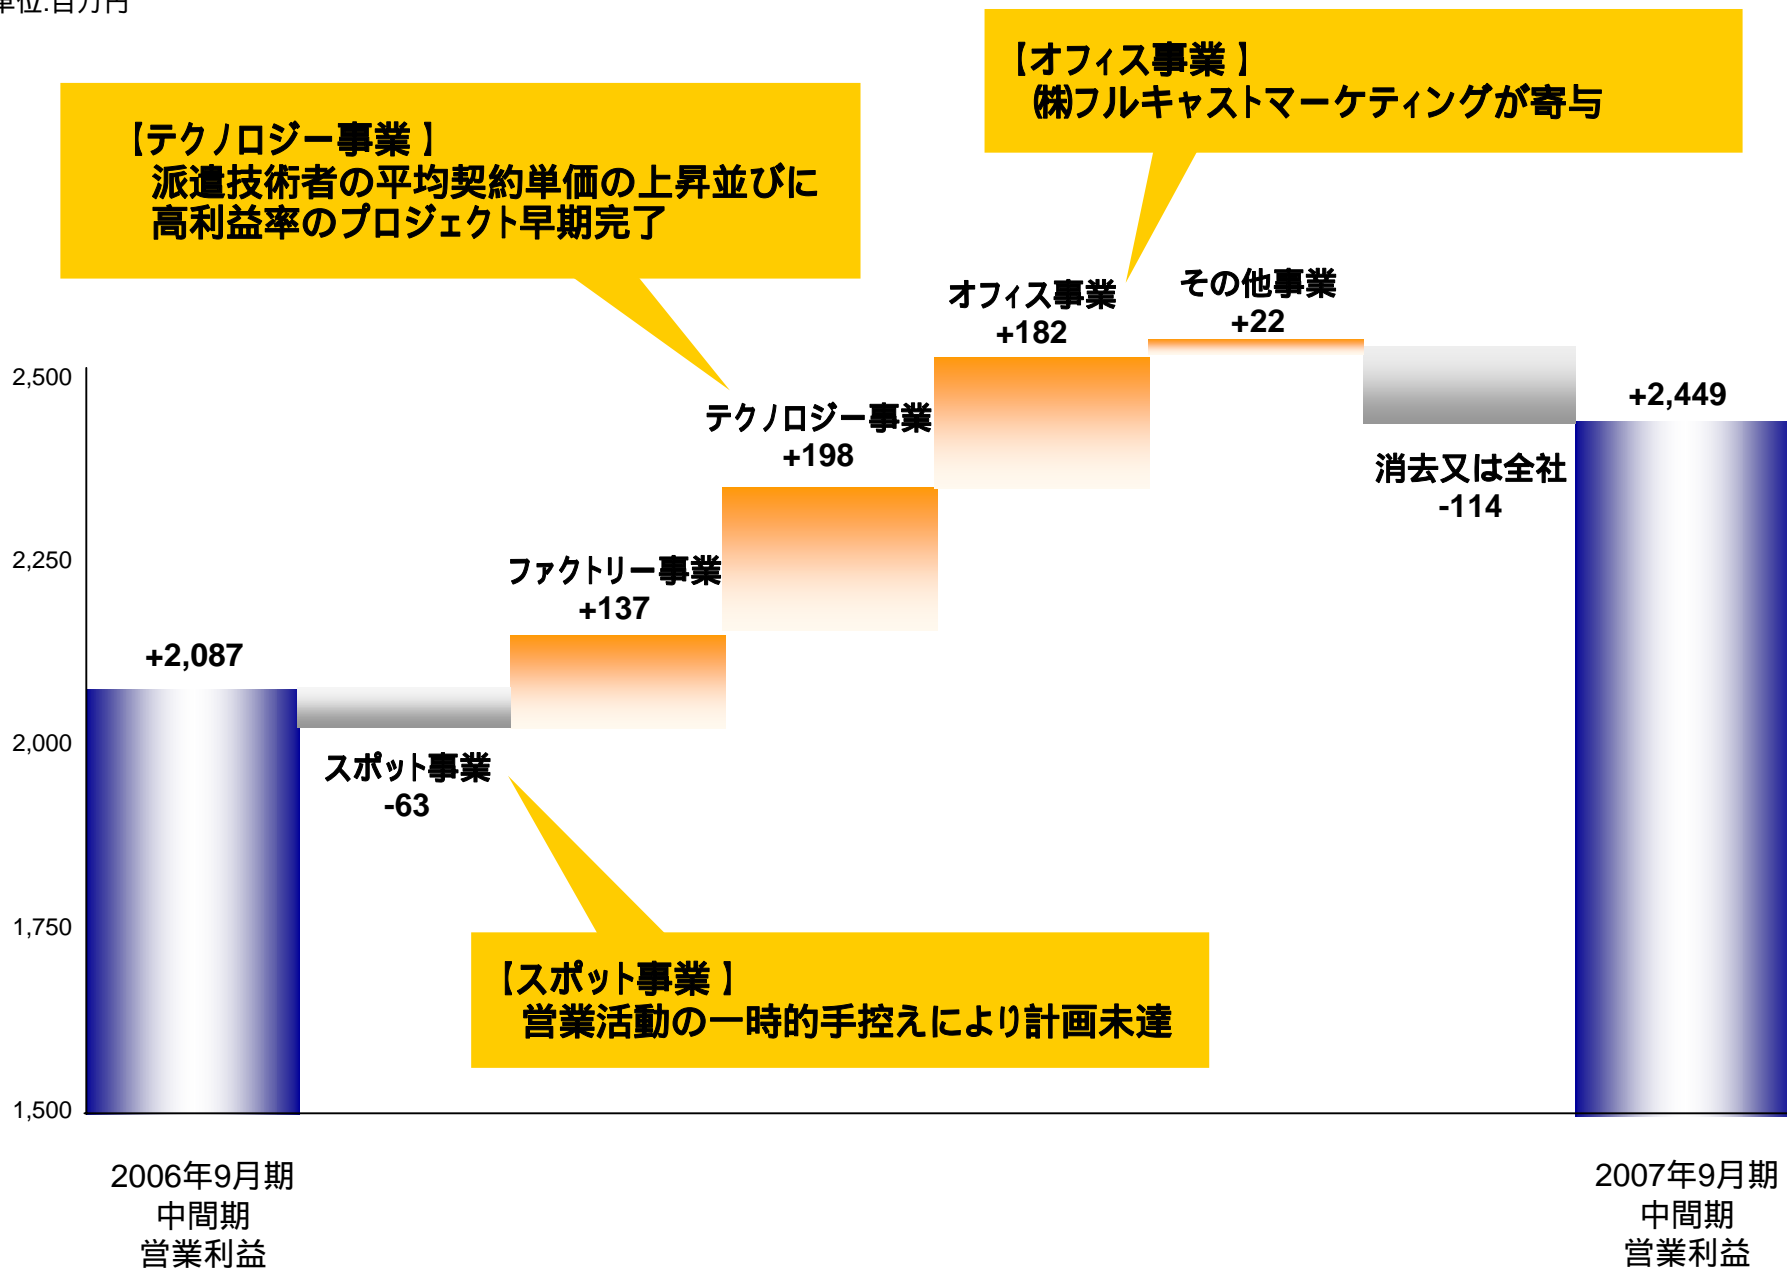 単位:百万円
【オフィス事業】
㈱フルキャストマーケティングが寄与
【テクノロジー事業】
派遣技術者の平均契約単価の上昇並びに
高利益率のプロジェクト早期完了
オフィス事業
+182
その他事業
+22
2,500
+2,449
テクノロジー事業
+198
消去又は全社
-114
2,250
ファクトリー事業
+137
+2,087
2,000
スポット事業
-63
1,750
【スポット事業】
営業活動の一時的手控えにより計画未達
1,500
2006年9月期
中間期
営業利益
2007年9月期
中間期
営業利益